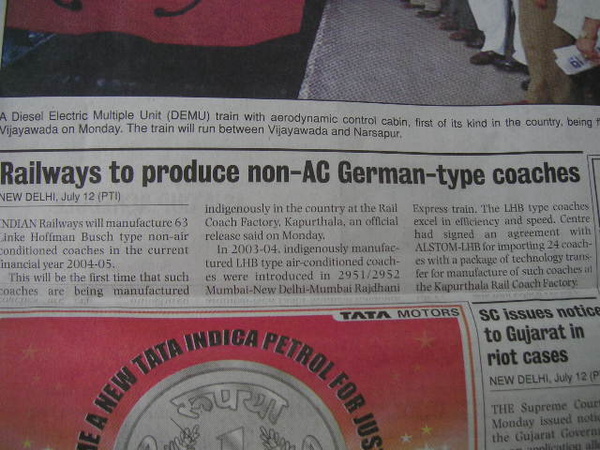 A Diesel Electric Multiple Unit (DEMU) train with aerodynamic control cabin, first of its kind in the country, being
Vijayawada on Monday. The train will run between Vijayawada and Narsapur.
Railways to produce non-AC German-type coaches
NEW DELHI, July 12 (PTI)
INDIAN Railways will manufacture 63
Linke Hoffman Busch type non-air
conditioned coaches in the current
financial year 2004-05.
This will be the first time that such
coaches are being manufactured
indigenously in the country at the Rail
Coach Factory, Kapurthala, an official
release said on Monday.
In 2003-04, indigenously manufac-
tured LHB type air-conditioned coach-
es were introduced in 2951/2952
Mumbai-New Delhi-Mumbai Rajdhani
Express train. The LHB type coaches
excel in efficiency and speed. Centre
had signed an agreement with
ALSTOM-LHB for importing 24 coach-
es with a package of technology trans-
fer for manufacture of such coaches at
the Kapurthala Rail Coach Factory.
TATA MOTORS
A NEW TATA INDICA PETROL FOR JUS
रूपया
1
SC issues notice
to Gujarat in
riot cases
NEW DELHI, July 12 (P
THE Supreme Cour
Monday issued notic
the Gujarat Governm